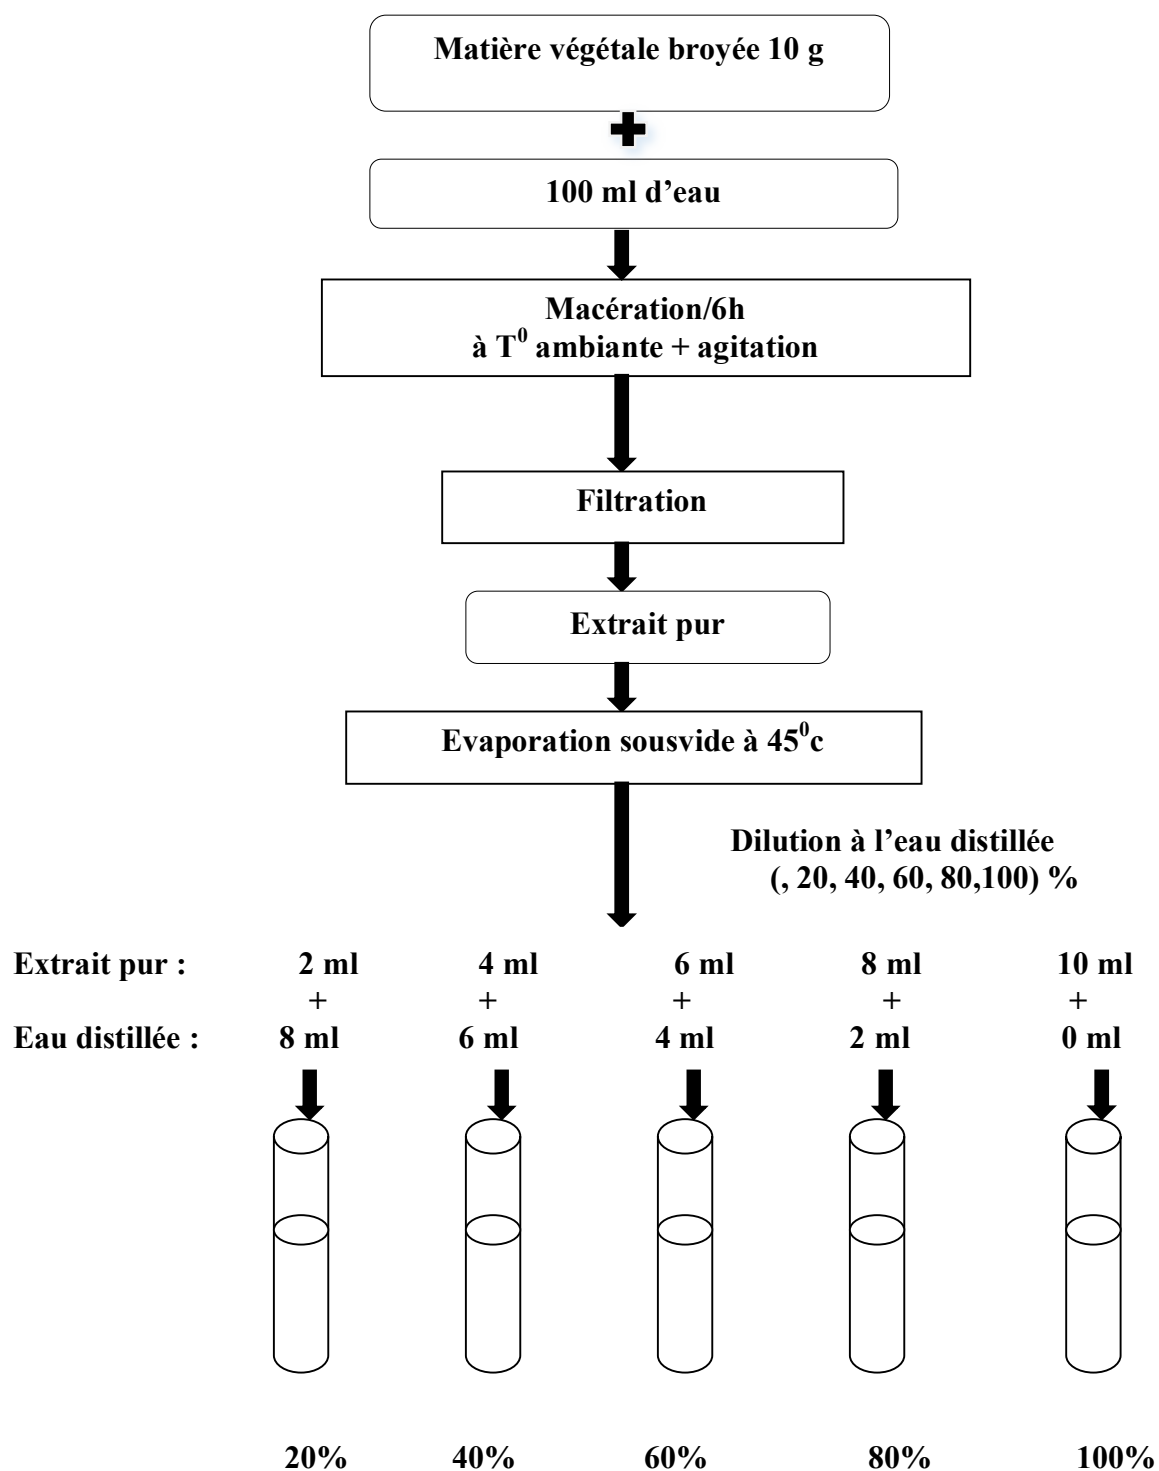 Matière végétale broyée 10 g
100 ml d’eau
Macération/6h
à T⁰ ambiante + agitation
Filtration
Extrait pur
Evaporation sousvide à 45⁰c
Dilution à l’eau distillée
(, 20, 40, 60, 80,100) %
Extrait pur : 2 ml 4 ml 6 ml 8 ml 10 ml
+ + + + +
Eau distillée : 8 ml 6 ml 4 ml 2 ml 0 ml
20% 40% 60% 80% 100%